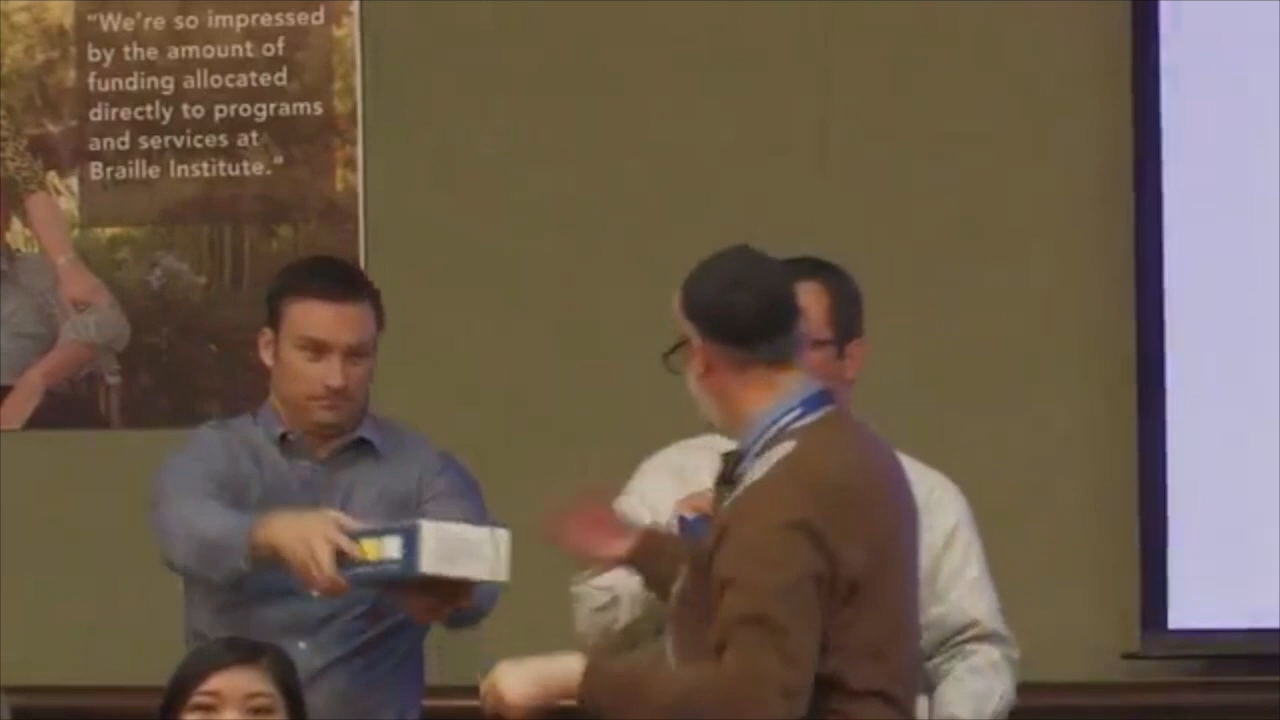 “We're so impressed
by the amount of
funding allocated
directly to programs
and services at
Braille Institute.”